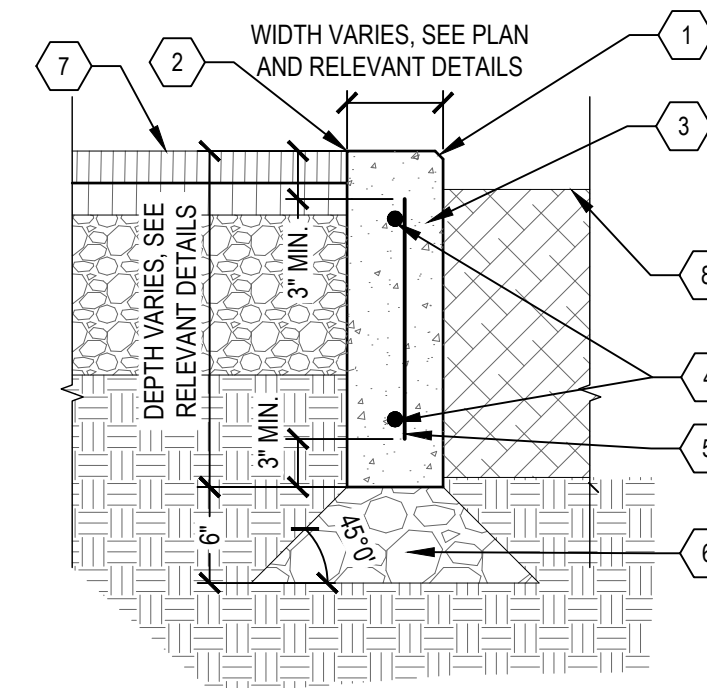 WIDTH VARIES, SEE PLAN
AND RELEVANT DETAILS
1
2
7
3
DEPTH VARIES, SEE
RELEVANT DETAILS
3" MIN.
8
4
3" MIN.
5
6"
45°0'
6